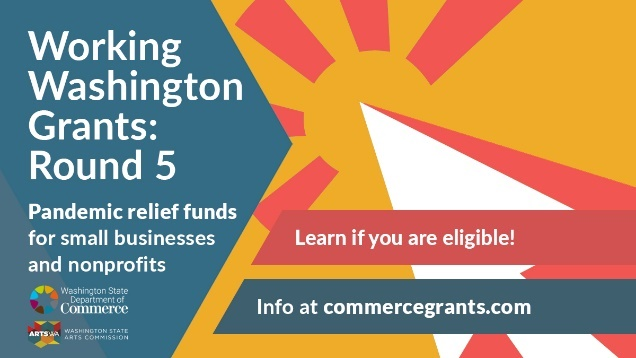 Working
Washington
Grants:
Round 5
Pandemic relief funds
for small businesses
and nonprofits
Washington State
Department of
Commerce
ARTSWA
WASHINGTON STATE
ARTS COMMISSION
Learn if you are eligible!
Info at commercegrants.com